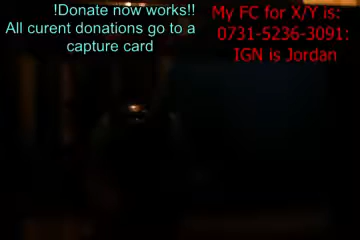 !Donate now works!!
All curent donations go to a
capture card
My FC for X/Y is:
0731-5236-3091:
IGN is Jordan